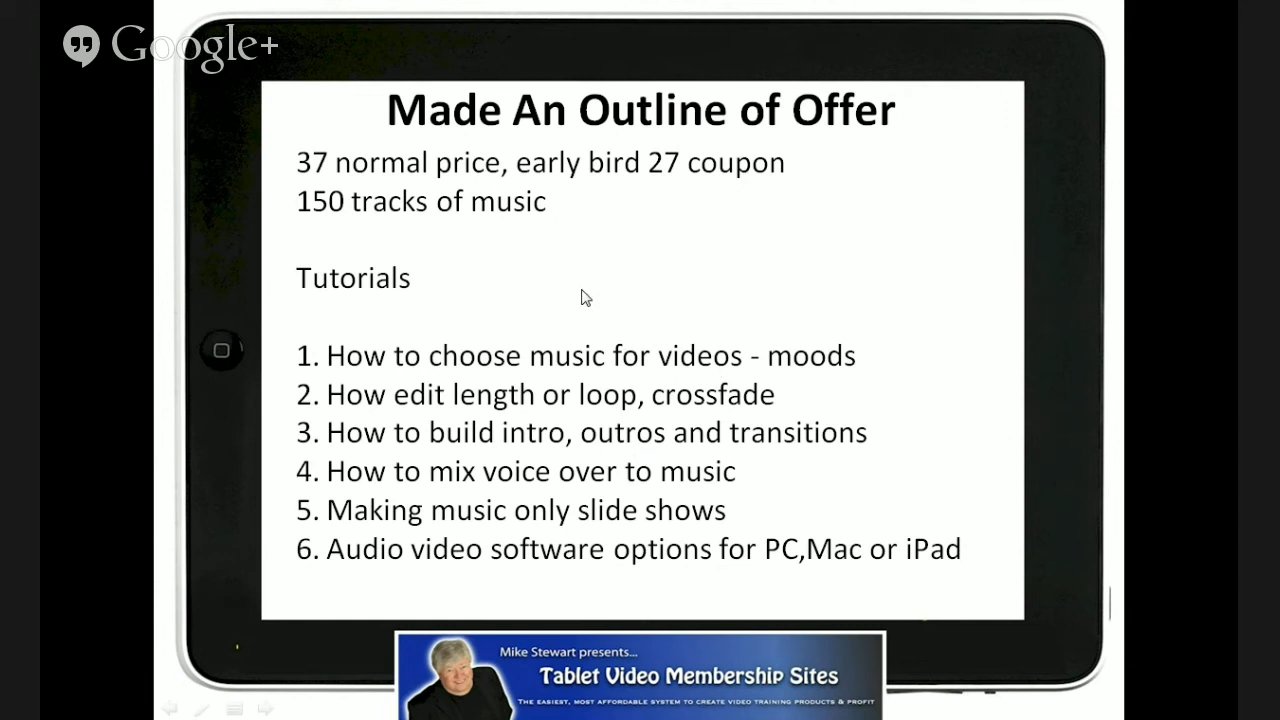 Google+
Made An Outline of Offer
37 normal price, early bird 27 coupon
150 tracks of music
Tutorials
1. How to choose music for videos - moods
2. How edit length or loop, crossfade
3. How to build intro, outros and transitions
4. How to mix voice over to music
5. Making music only slide shows
6. Audio video software options for PC,Mac or iPad
Mike Stewart presents...
Tablet Video Membership Sites
THE EASIEST, MOST AFFORDABLE SYSTEM TO CREATE VIDEO TRAINING PRODUCTS & PROFIT